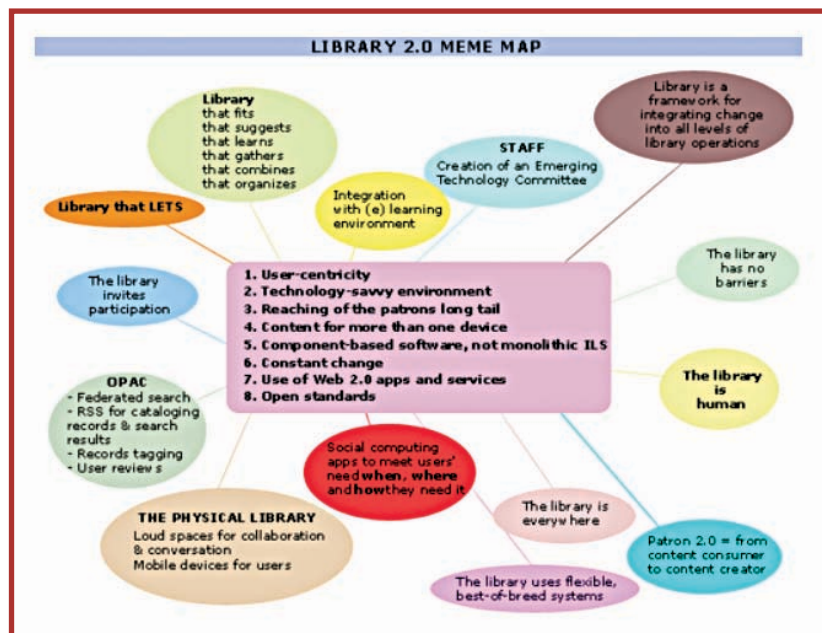 LIBRARY 2.0 MEME MAP
Library
that fits
that suggests
that learns
that gathers
that combines
that organizes
STAFF
Creation of an Emerging
Technology Committee
Library is a
framework for
integrating change
into all levels of
library operations
Library that LETS
Integration
with (e) learning
environment
The library
invites
participation
1. User-centricity
2. Technology-savvy environment
3. Reaching of the patrons long tail
4. Content for more than one device
5. Component-based software, not monolithic ILS
6. Constant change
7. Use of Web 2.0 apps and services
8. Open standards
The library
has no
barriers
The library
is
human
OPAC
- Federated search
- RSS for cataloging
records & search
results
- Records tagging
- User reviews
Social computing
apps to meet users'
need when, where
and how they need it
THE PHYSICAL LIBRARY
Loud spaces for collaboration
& conversation
Mobile devices for users
The library is
everywhere
Patron 2.0 = from
content consumer
to content creator
The library uses flexible,
best-of-breed systems